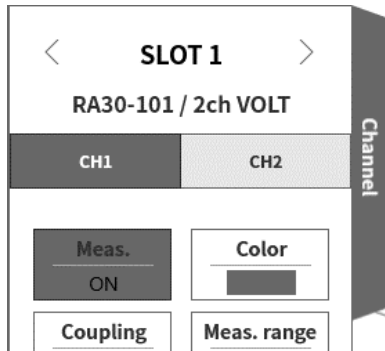 SLOT 1
RA30-101 / 2ch VOLT
CH1 CH2
Channel
Meas. Color
ON
Coupling Meas. range